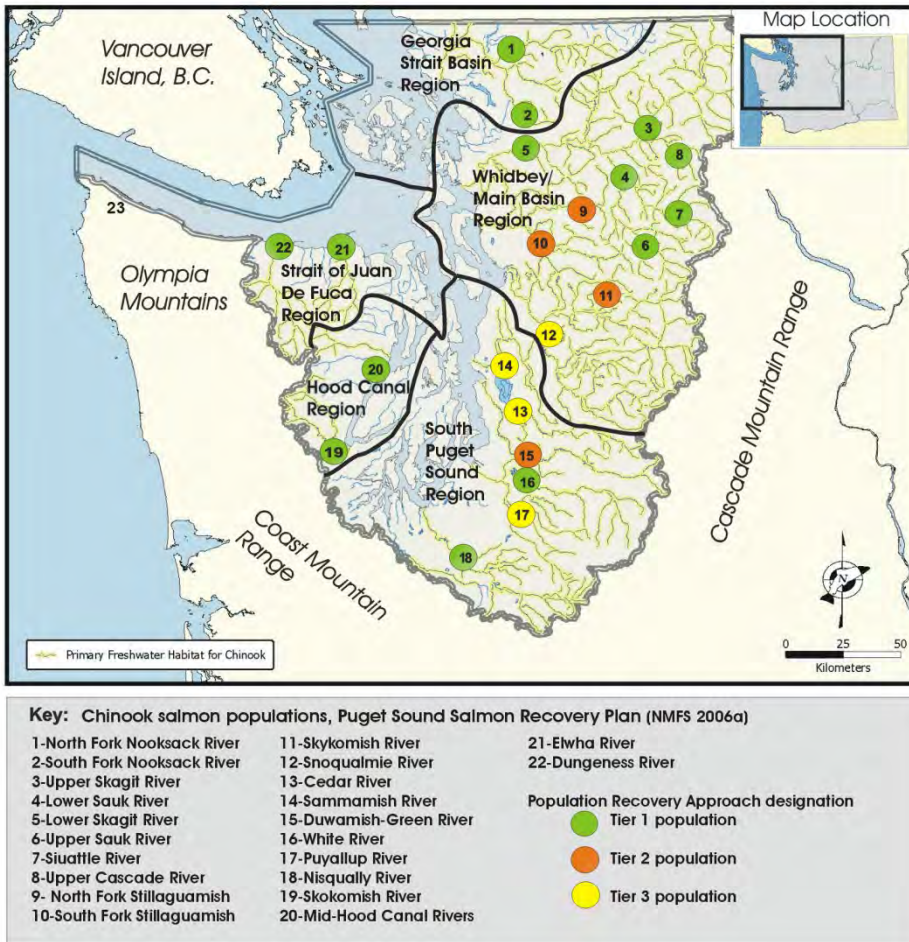 Map Location
Vancouver
Island, B.C.
Georgia
Strait Basin
Region
1
2
3
5
8
4
Whidbey/
Main Basin
Region
9
7
10
6
23
22
21
Olympia
Mountains
Strait of Juan
De Fuca
Region
11
12
14
20
Hood Canal
Region
13
Cascade Mountain Range
South
Puget
Sound
Region
19
15
16
17
18
Coast Mountain
Range
N
Primary Freshwater Habitat for Chinook
0 25 50
Kilometers
Key: Chinook salmon populations, Puget Sound Salmon Recovery Plan (NMFS 2006a)
1-North Fork Nooksack River
2-South Fork Nooksack River
3-Upper Skagit River
4-Lower Sauk River
5-Lower Skagit River
6-Upper Sauk River
7-Siuattle River
8-Upper Cascade River
9- North Fork Stillaguamish
10-South Fork Stillaguamish
11-Skykomish River
12-Snoqualmie River
13-Cedar River
14-Sammamish River
15-Duwamish-Green River
16-White River
17-Puyallup River
18-Nisqually River
19-Skokomish River
20-Mid-Hood Canal Rivers
21-Elwha River
22-Dungeness River
Population Recovery Approach designation
Tier 1 population
Tier 2 population
Tier 3 population